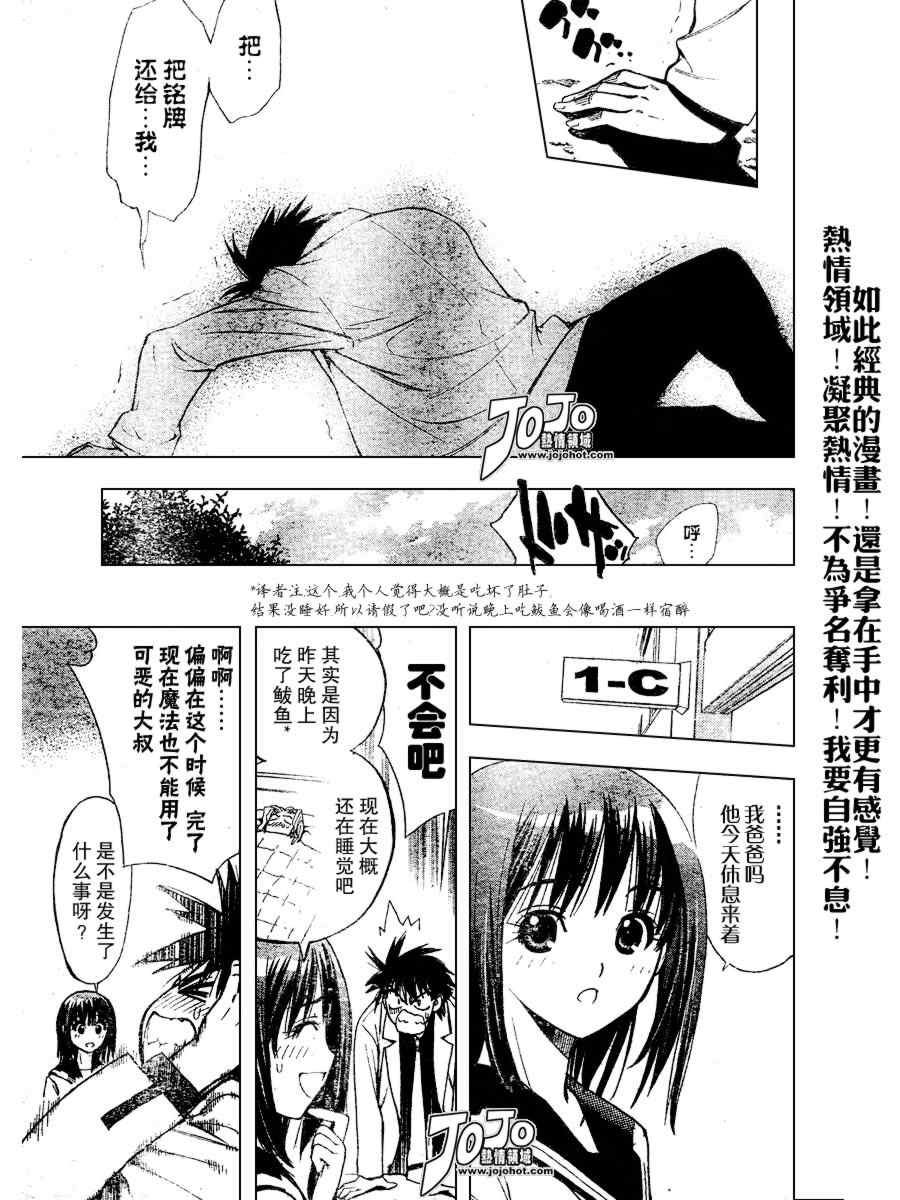 把…
把铭牌
还给…我…
JOJO
熱情領域
www.jojohot.com
呼…
*译者注这个,我个人觉得大概是吃坏了肚子,
结果没睡好所以请假了吧?没听说晚上吃鲅鱼会像喝酒一样宿醉
1-C
……
我爸爸吗
他今天休息来着
不会吧
其实是因为
昨天晚上
吃了鲅鱼*
现在大概
还在睡觉吧
啊啊……
偏偏在这个时候 完了
现在魔法也不能用了
可恶的大叔
是不是发生了
什么事呀?
JOJO
熱情領域
www.jojohot.com
如此經典的漫畫!還是拿在手中才更有感覺!
熱情領域!凝聚熱情!不為爭名奪利!我要自強不息!